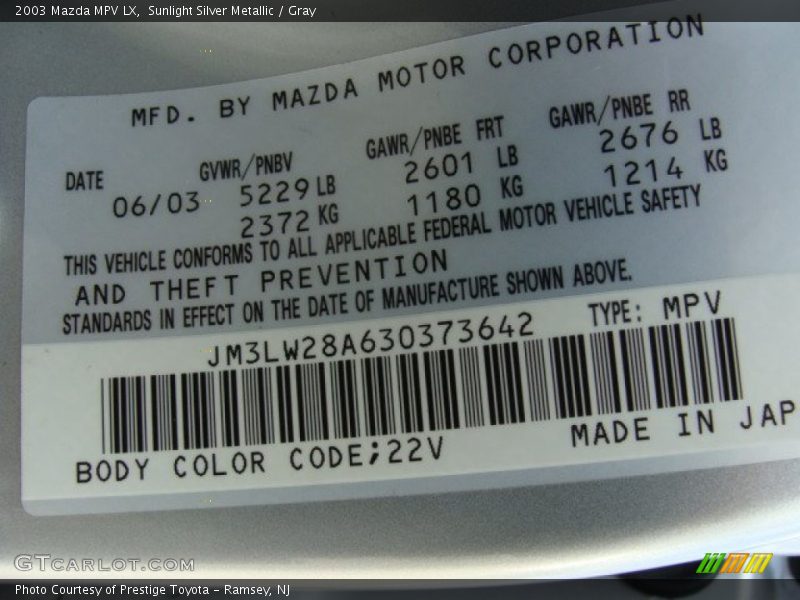 2003 Mazda MPV LX,  Sunlight Silver Metallic / Gray
MFD. BY MAZDA MOTOR CORPORATION
DATE GVWR/PNBV GAWR/PNBE FRT GAWR/PNBE RR
06/03 5229 LB 2601 LB 2676 LB
2372 KG 1180 KG 1214 KG
THIS VEHICLE CONFORMS TO ALL APPLICABLE FEDERAL MOTOR VEHICLE SAFETY
AND THEFT PREVENTION
STANDARDS IN EFFECT ON THE DATE OF MANUFACTURE SHOWN ABOVE.
JM3LW28A630373642 TYPE: MPV
BODY COLOR CODE;22V MADE IN JAP
GTCARLOT.COM
Photo Courtesy of Prestige Toyota - Ramsey, NJ